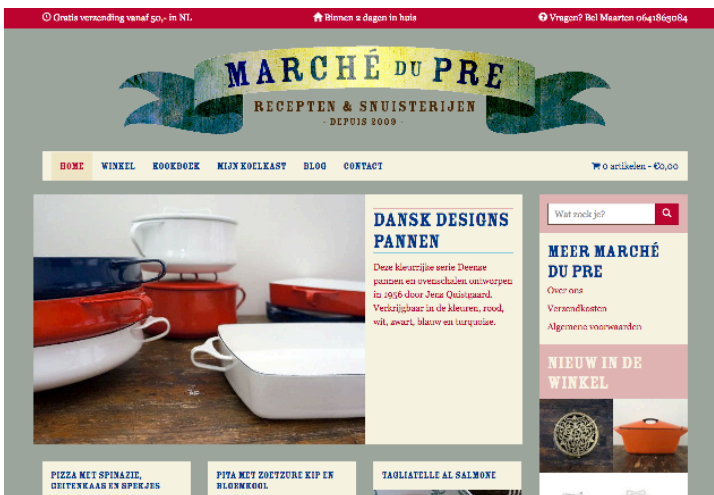 Gratis verzending vanaf 50,- in NL
Binnen 2 dagen in huis
Vragen? Bel Maarten 0641863084
MARCHÉ DU PRE
RECEPTEN & SNUISTERIJEN
- DEPUIS 2009 -
HOME WINKEL KOOKBOEK MIJN KOELKAST BLOG CONTACT
0 artikelen - €0,00
DANSK DESIGNS
PANNEN
Deze kleurrijke serie Deense
pannen en ovenschalen ontworpen
in 1956 door Jens Quistgaard.
Verkrijgbaar in de kleuren, rood,
wit, zwart, blauw en turquoise.
Wat zoek je?
MEER MARCHÉ
DU PRE
Over ons
Verzendkosten
Algemene voorwaarden
NIEUW IN DE
WINKEL
PIZZA MET SPINAZIE,
GEITENKAAS EN SPEKJES
PITA MET ZOETZURE KIP EN
BLOEMKOOL
TAGLIATELLE AL SALMONE